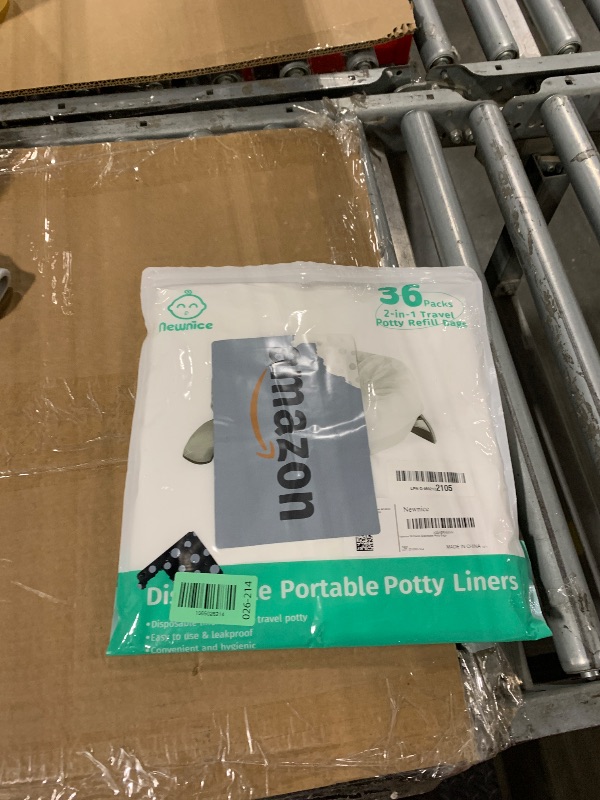 36 Packs
2-in-1 Travel
Potty Refill Bags
Newnice
amazon
2105
Newnice
MADE IN CHINA
Portable Potty Liners
026-214
travel potty
•Easy to use & leakproof
•Convenient and hygienic